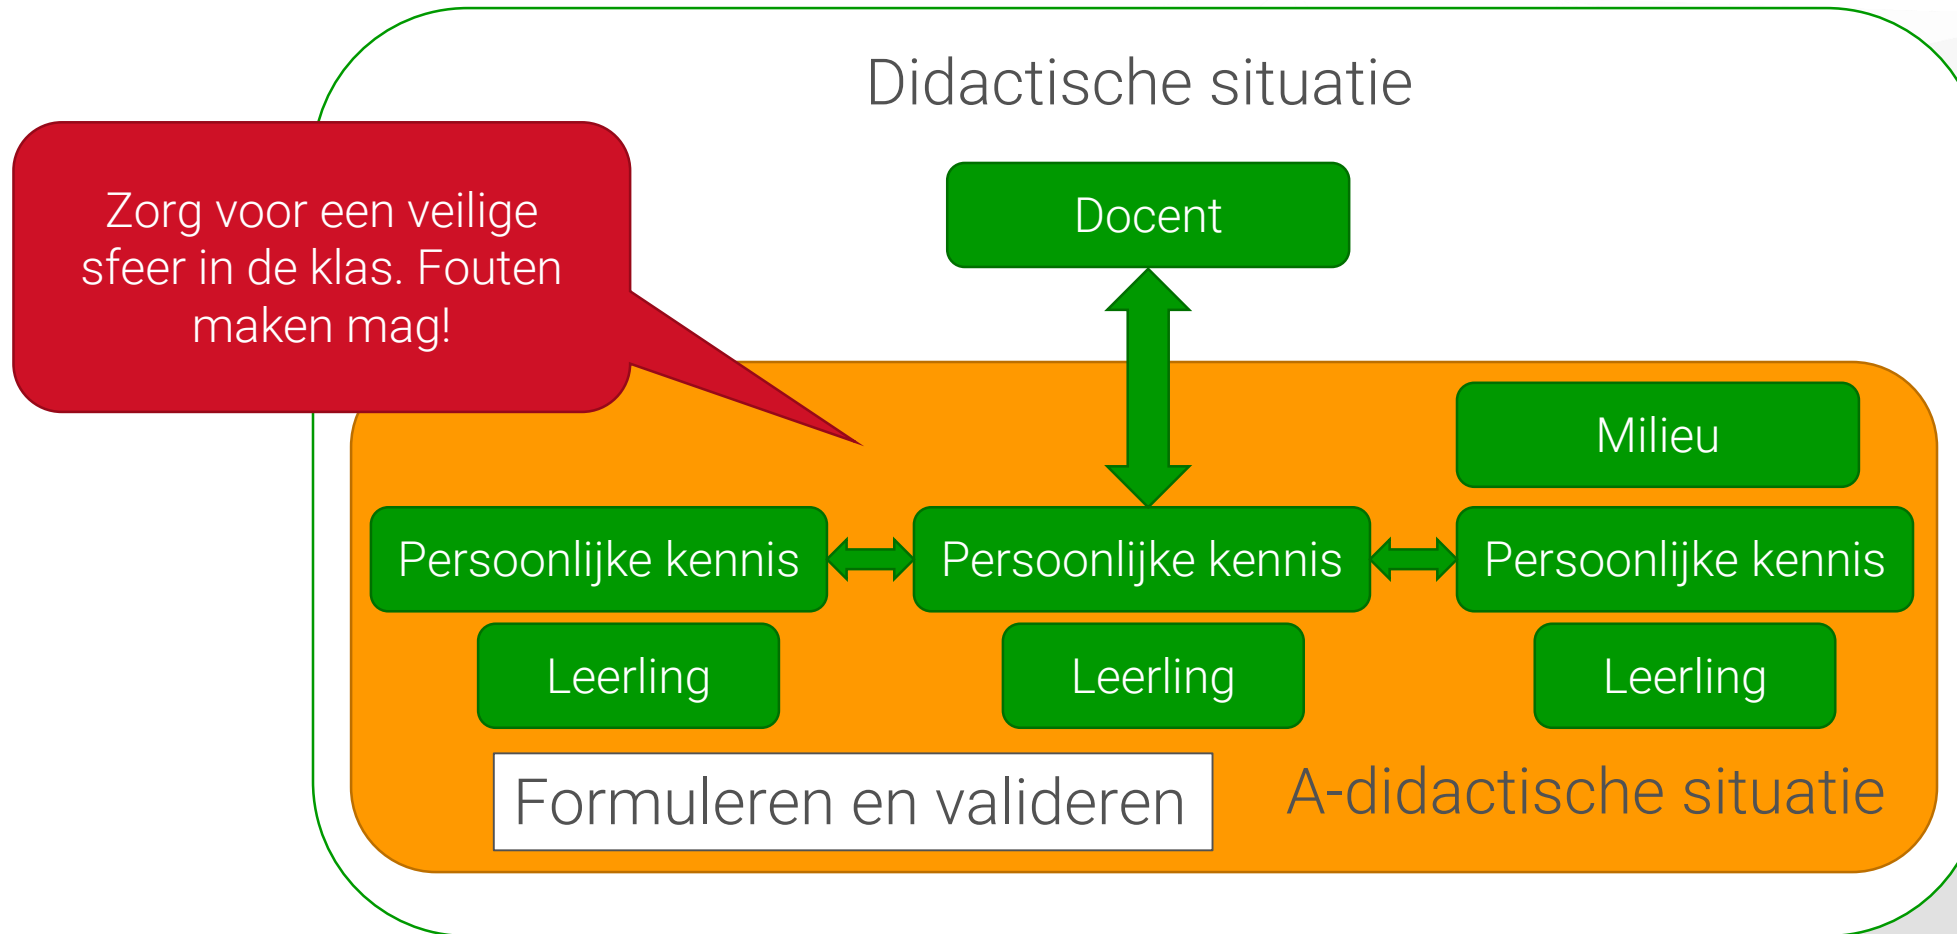 Didactische situatie
Zorg voor een veilige
sfeer in de klas. Fouten
maken mag!
Docent
Milieu
Persoonlijke kennis
Persoonlijke kennis
Persoonlijke kennis
Leerling
Leerling
Leerling
Formuleren en valideren
A-didactische situatie